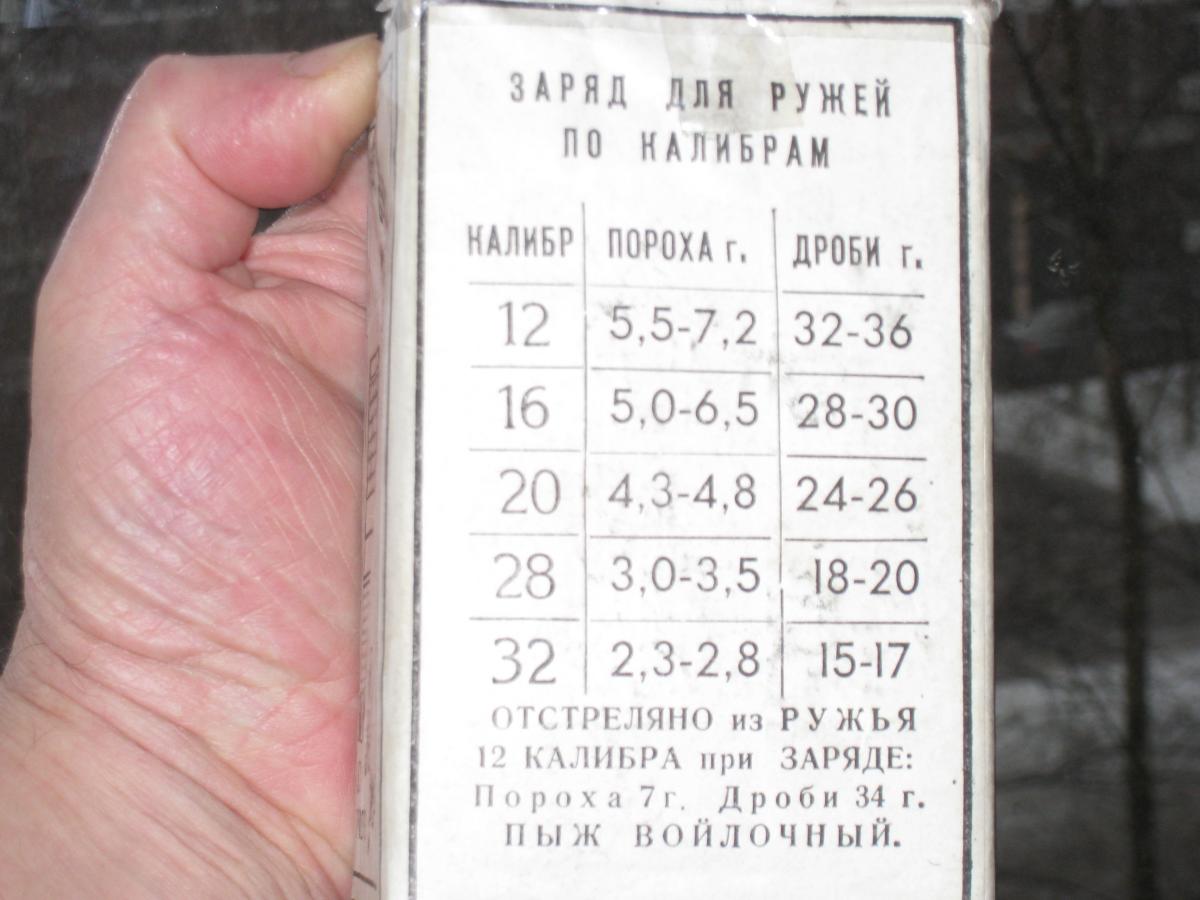 ЗАРЯД ДЛЯ РУЖЕЙ
ПО КАЛИБРАМ
КАЛИБР ПОРОХА г. ДРОБИ г.
12 5,5-7,2 32-36
16 5,0-6,5 28-30
20 4,3-4,8 24-26
28 3,0-3,5 18-20
32 2,3-2,8 15-17
ОТСТРЕЛЯНО из РУЖЬЯ
12 КАЛИБРА при ЗАРЯДЕ:
Пороха 7г. Дроби 34 г.
ПЫЖ ВОЙЛОЧНЫЙ.